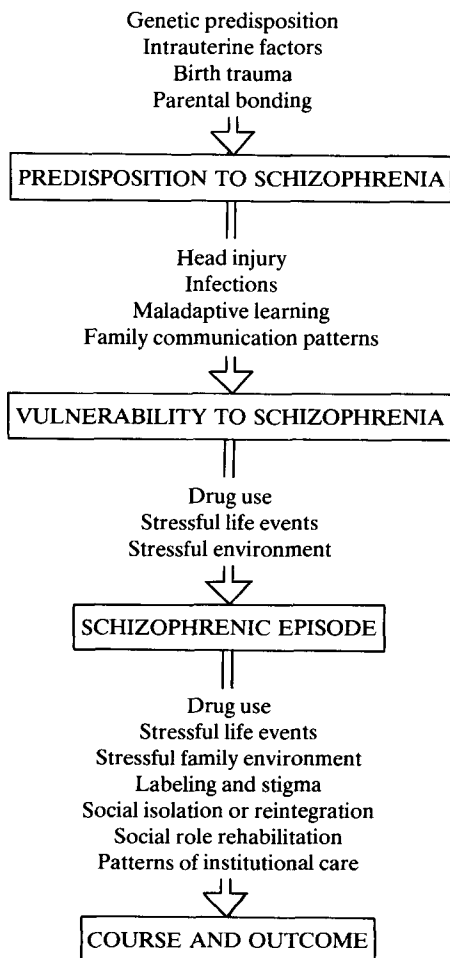 Genetic predisposition
Intrauterine factors
Birth trauma
Parental bonding
PREDISPOSITION TO SCHIZOPHRENIA
Head injury
Infections
Maladaptive learning
Family communication patterns
VULNERABILITY TO SCHIZOPHRENIA
Drug use
Stressful life events
Stressful environment
SCHIZOPHRENIC EPISODE
Drug use
Stressful life events
Stressful family environment
Labeling and stigma
Social isolation or reintegration
Social role rehabilitation
Patterns of institutional care
COURSE AND OUTCOME